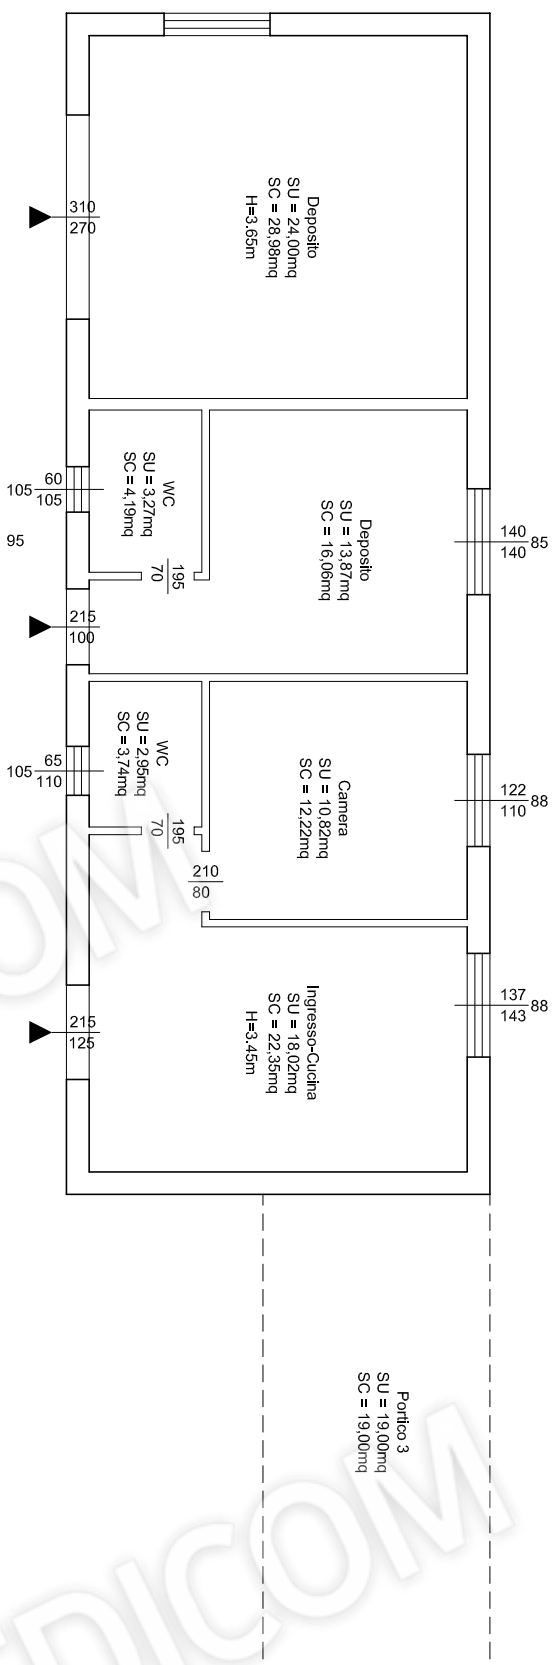 Deposito
SU = 24,00mq
SC = 28,98mq
H=3.65m
310
270
WC
SU = 3,27mq
SC = 4,19mq
60
105
105
95
Deposito
SU = 13,87mq
SC = 16,06mq
140
140
85
195
70
215
100
WC
SU = 2,95mq
SC = 3,74mq
65
110
105
Camera
SU = 10,82mq
SC = 12,22mq
122
110
88
195
70
210
80
Ingresso-Cucina
SU = 18,02mq
SC = 22,35mq
H=3.45m
137
143
88
215
125
Portico 3
SU = 19,00mq
SC = 19,00mq
OM
EDICOM